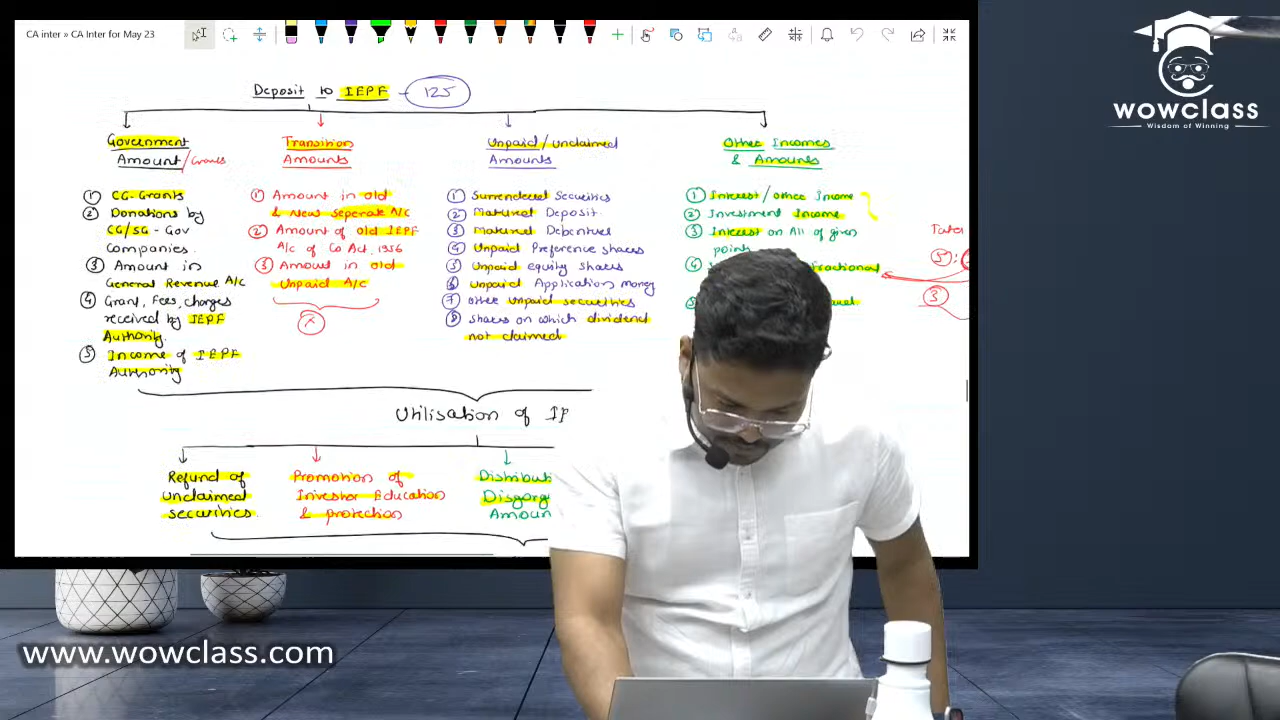 CA inter » CA Inter for May 23
wowclass
Wisdom of Winning
Deposit to IEPF - 125
Government
Amount/Grants
① CG-Grants
② Donations by
CG/SG-Gov
Companies.
③ Amount in
General Revenue A/c
④ Grant, Fees, charges
received by IEPF
Authority.
⑤ Income of IEPF
Authority
Transition
Amounts
① Amount in old
& New seperate A/c
② Amount of old IEPF
A/c of Co Act, 1956
③ Amount in old
Unpaid A/c
Unpaid/unclaimed
Amounts
① Surrendered Securities
② Matured Deposit.
③ Matured Debentures
④ Unpaid Preference shares
⑤ Unpaid equity shares
⑥ Unpaid Application money
⑦ other unpaid securities
⑧ shares on which dividend
not claimed
Other Incomes
& Amounts
① Interest/other Income
② Investment Income
③ Interest on All of given
points
④
⑤
③
Utilisation of
Refund of
unclaimed
securities.
Promotion of
Investor Education
& protection
www.wowclass.com